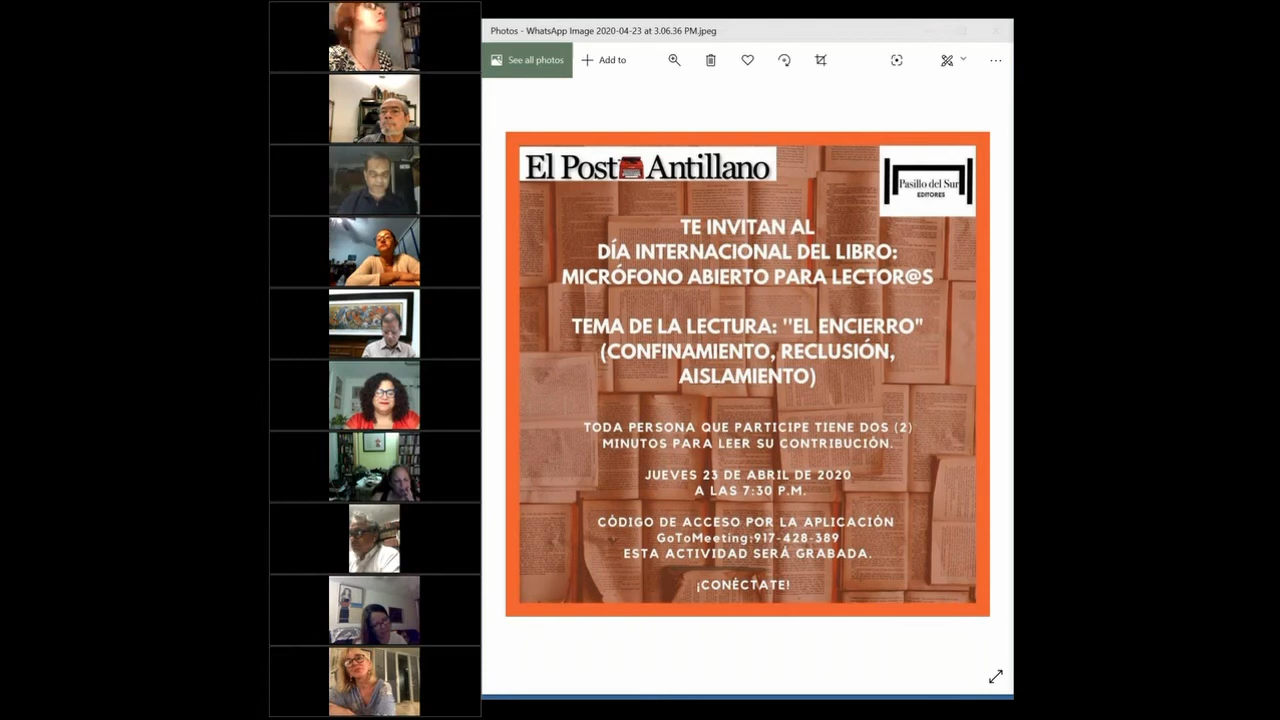 Photos - WhatsApp Image 2020-04-23 at 3.06.36 PM.jpeg
See all photos
Add to
El Post Antillano
Pasillo del Sur
EDITORES
TE INVITAN AL
DÍA INTERNACIONAL DEL LIBRO:
MICRÓFONO ABIERTO PARA LECTOR@S
TEMA DE LA LECTURA: "EL ENCIERRO"
(CONFINAMIENTO, RECLUSIÓN,
AISLAMIENTO)
TODA PERSONA QUE PARTICIPE TIENE DOS (2)
MINUTOS PARA LEER SU CONTRIBUCIÓN.
JUEVES 23 DE ABRIL DE 2020
A LAS 7:30 P.M.
CÓDIGO DE ACCESO POR LA APLICACIÓN
GoToMeeting:917-428-389
ESTA ACTIVIDAD SERÁ GRABADA.
¡CONÉCTATE!